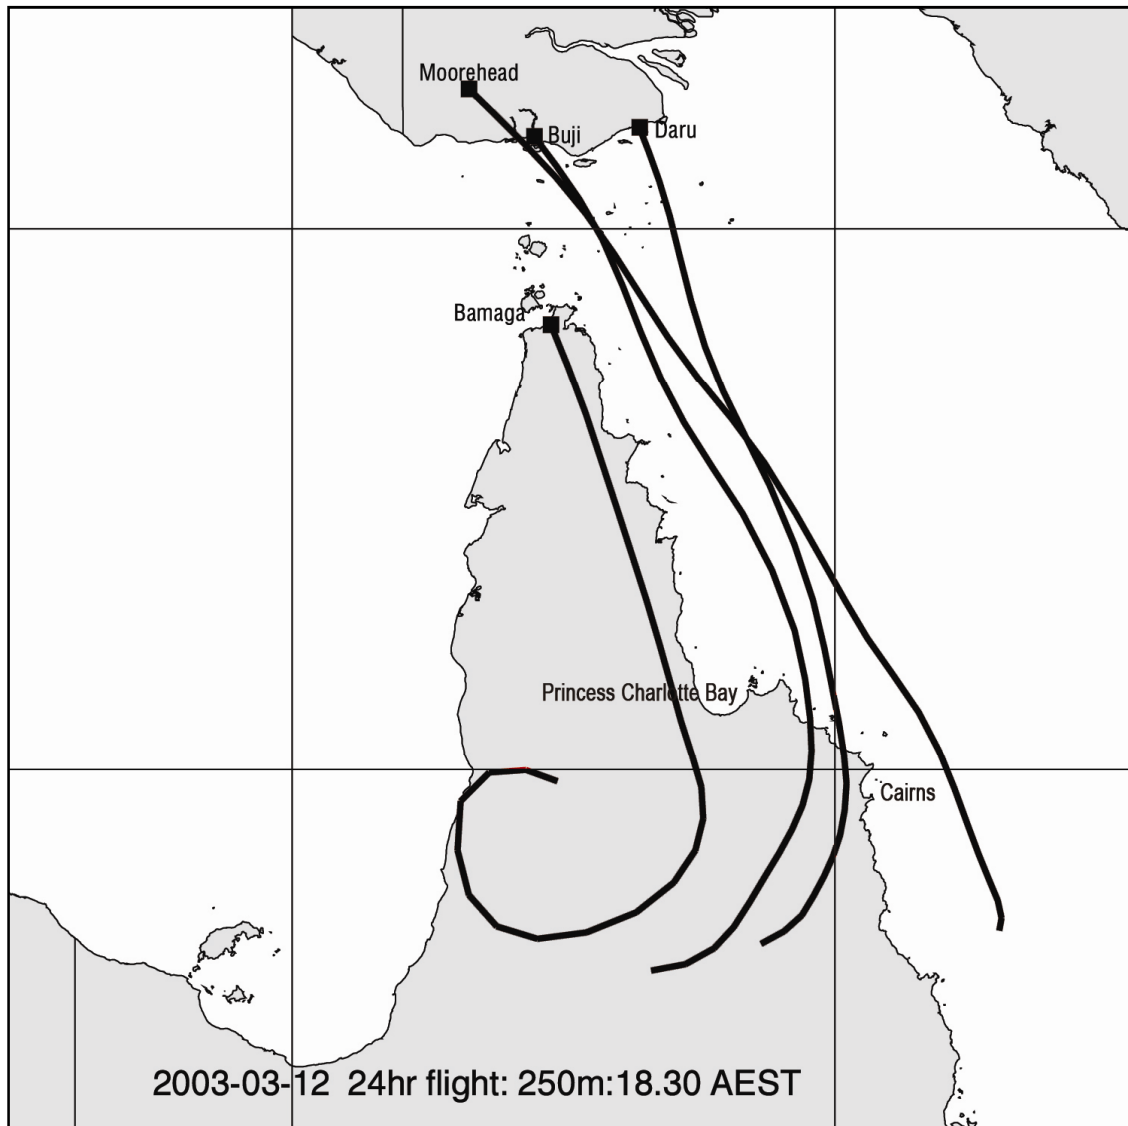 Moorehead
Buji
Daru
Bamaga
Princess Charlotte Bay
Cairns
2003-03-12 24hr flight: 250m:18.30 AEST